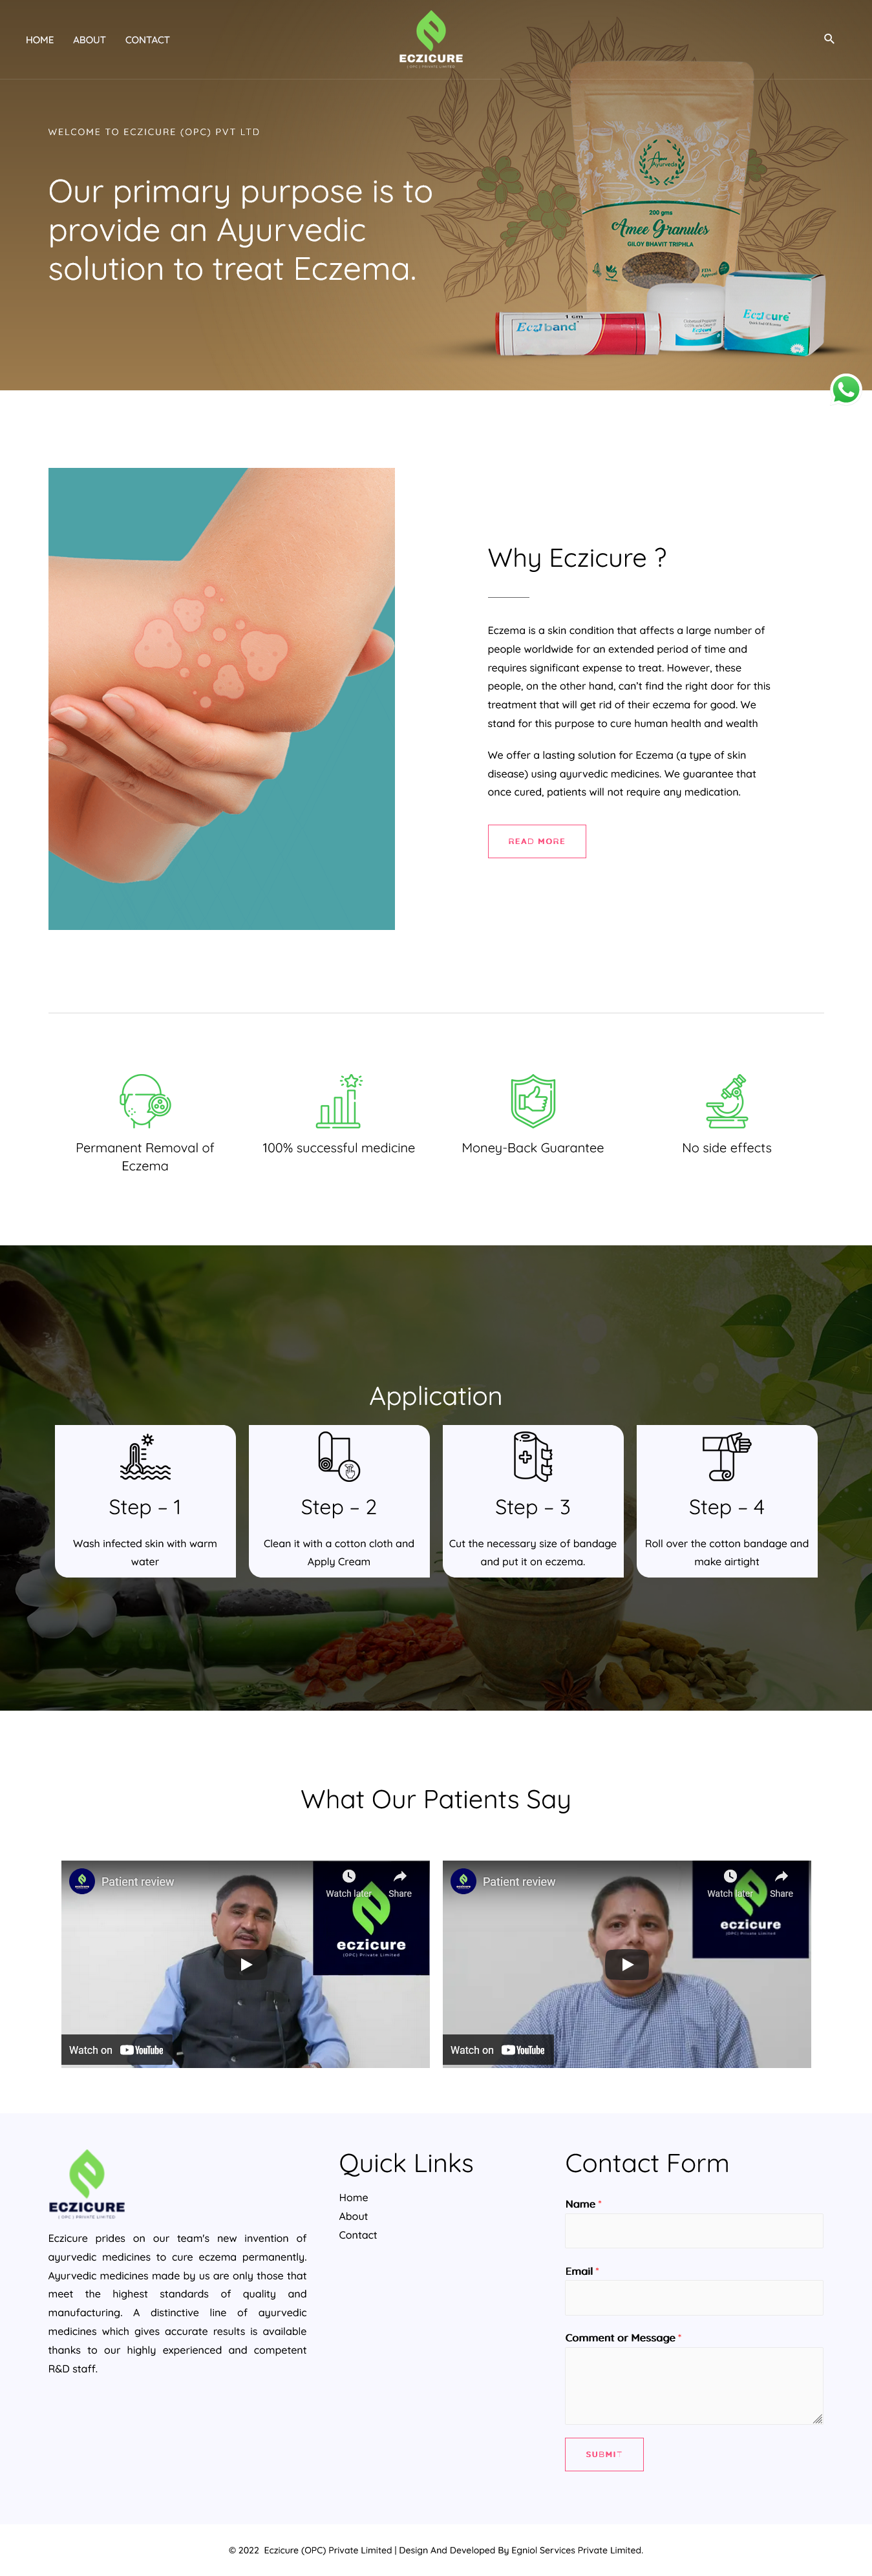 HOME ABOUT CONTACT
ECZICURE
( OPC ) PRIVATE LIMITED
WELCOME TO ECZICURE (OPC) PVT LTD
Our primary purpose is to
provide an Ayurvedic
solution to treat Eczema.
Ayurveda
200 gms
Amee Granules
GILOY BHAVIT TRIPHLA
FDA
1 cm
Eczi band
Eczi cure
Why Eczicure ?
Eczema is a skin condition that affects a large number of
people worldwide for an extended period of time and
requires significant expense to treat. However, these
people, on the other hand, can't find the right door for this
treatment that will get rid of their eczema for good. We
stand for this purpose to cure human health and wealth
We offer a lasting solution for Eczema (a type of skin
disease) using ayurvedic medicines. We guarantee that
once cured, patients will not require any medication.
READ MORE
Permanent Removal of
Eczema
100% successful medicine
Money-Back Guarantee
No side effects
Application
Step – 1
Wash infected skin with warm
water
Step – 2
Clean it with a cotton cloth and
Apply Cream
Step – 3
Cut the necessary size of bandage
and put it on eczema.
Step – 4
Roll over the cotton bandage and
make airtight
What Our Patients Say
Patient review
Watch later Share
eczicure
(OPC) Private Limited
Watch on YouTube
Patient review
Watch later Share
eczicure
(OPC) Private Limited
Watch on YouTube
ECZICURE
( OPC ) PRIVATE LIMITED
Eczicure prides on our team's new invention of
ayurvedic medicines to cure eczema permanently.
Ayurvedic medicines made by us are only those that
meet the highest standards of quality and
manufacturing. A distinctive line of ayurvedic
medicines which gives accurate results is available
thanks to our highly experienced and competent
R&D staff.
Quick Links
Home
About
Contact
Contact Form
Name *
Email *
Comment or Message *
SUBMIT
© 2022 Eczicure (OPC) Private Limited | Design And Developed By Egniol Services Private Limited.